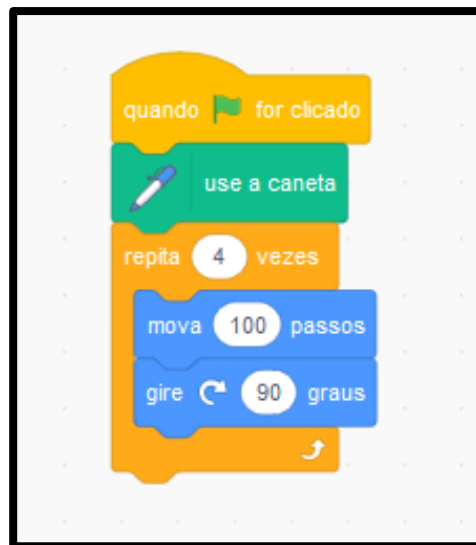 quando for clicado
use a caneta
repita 4 vezes
mova 100 passos
gire 90 graus